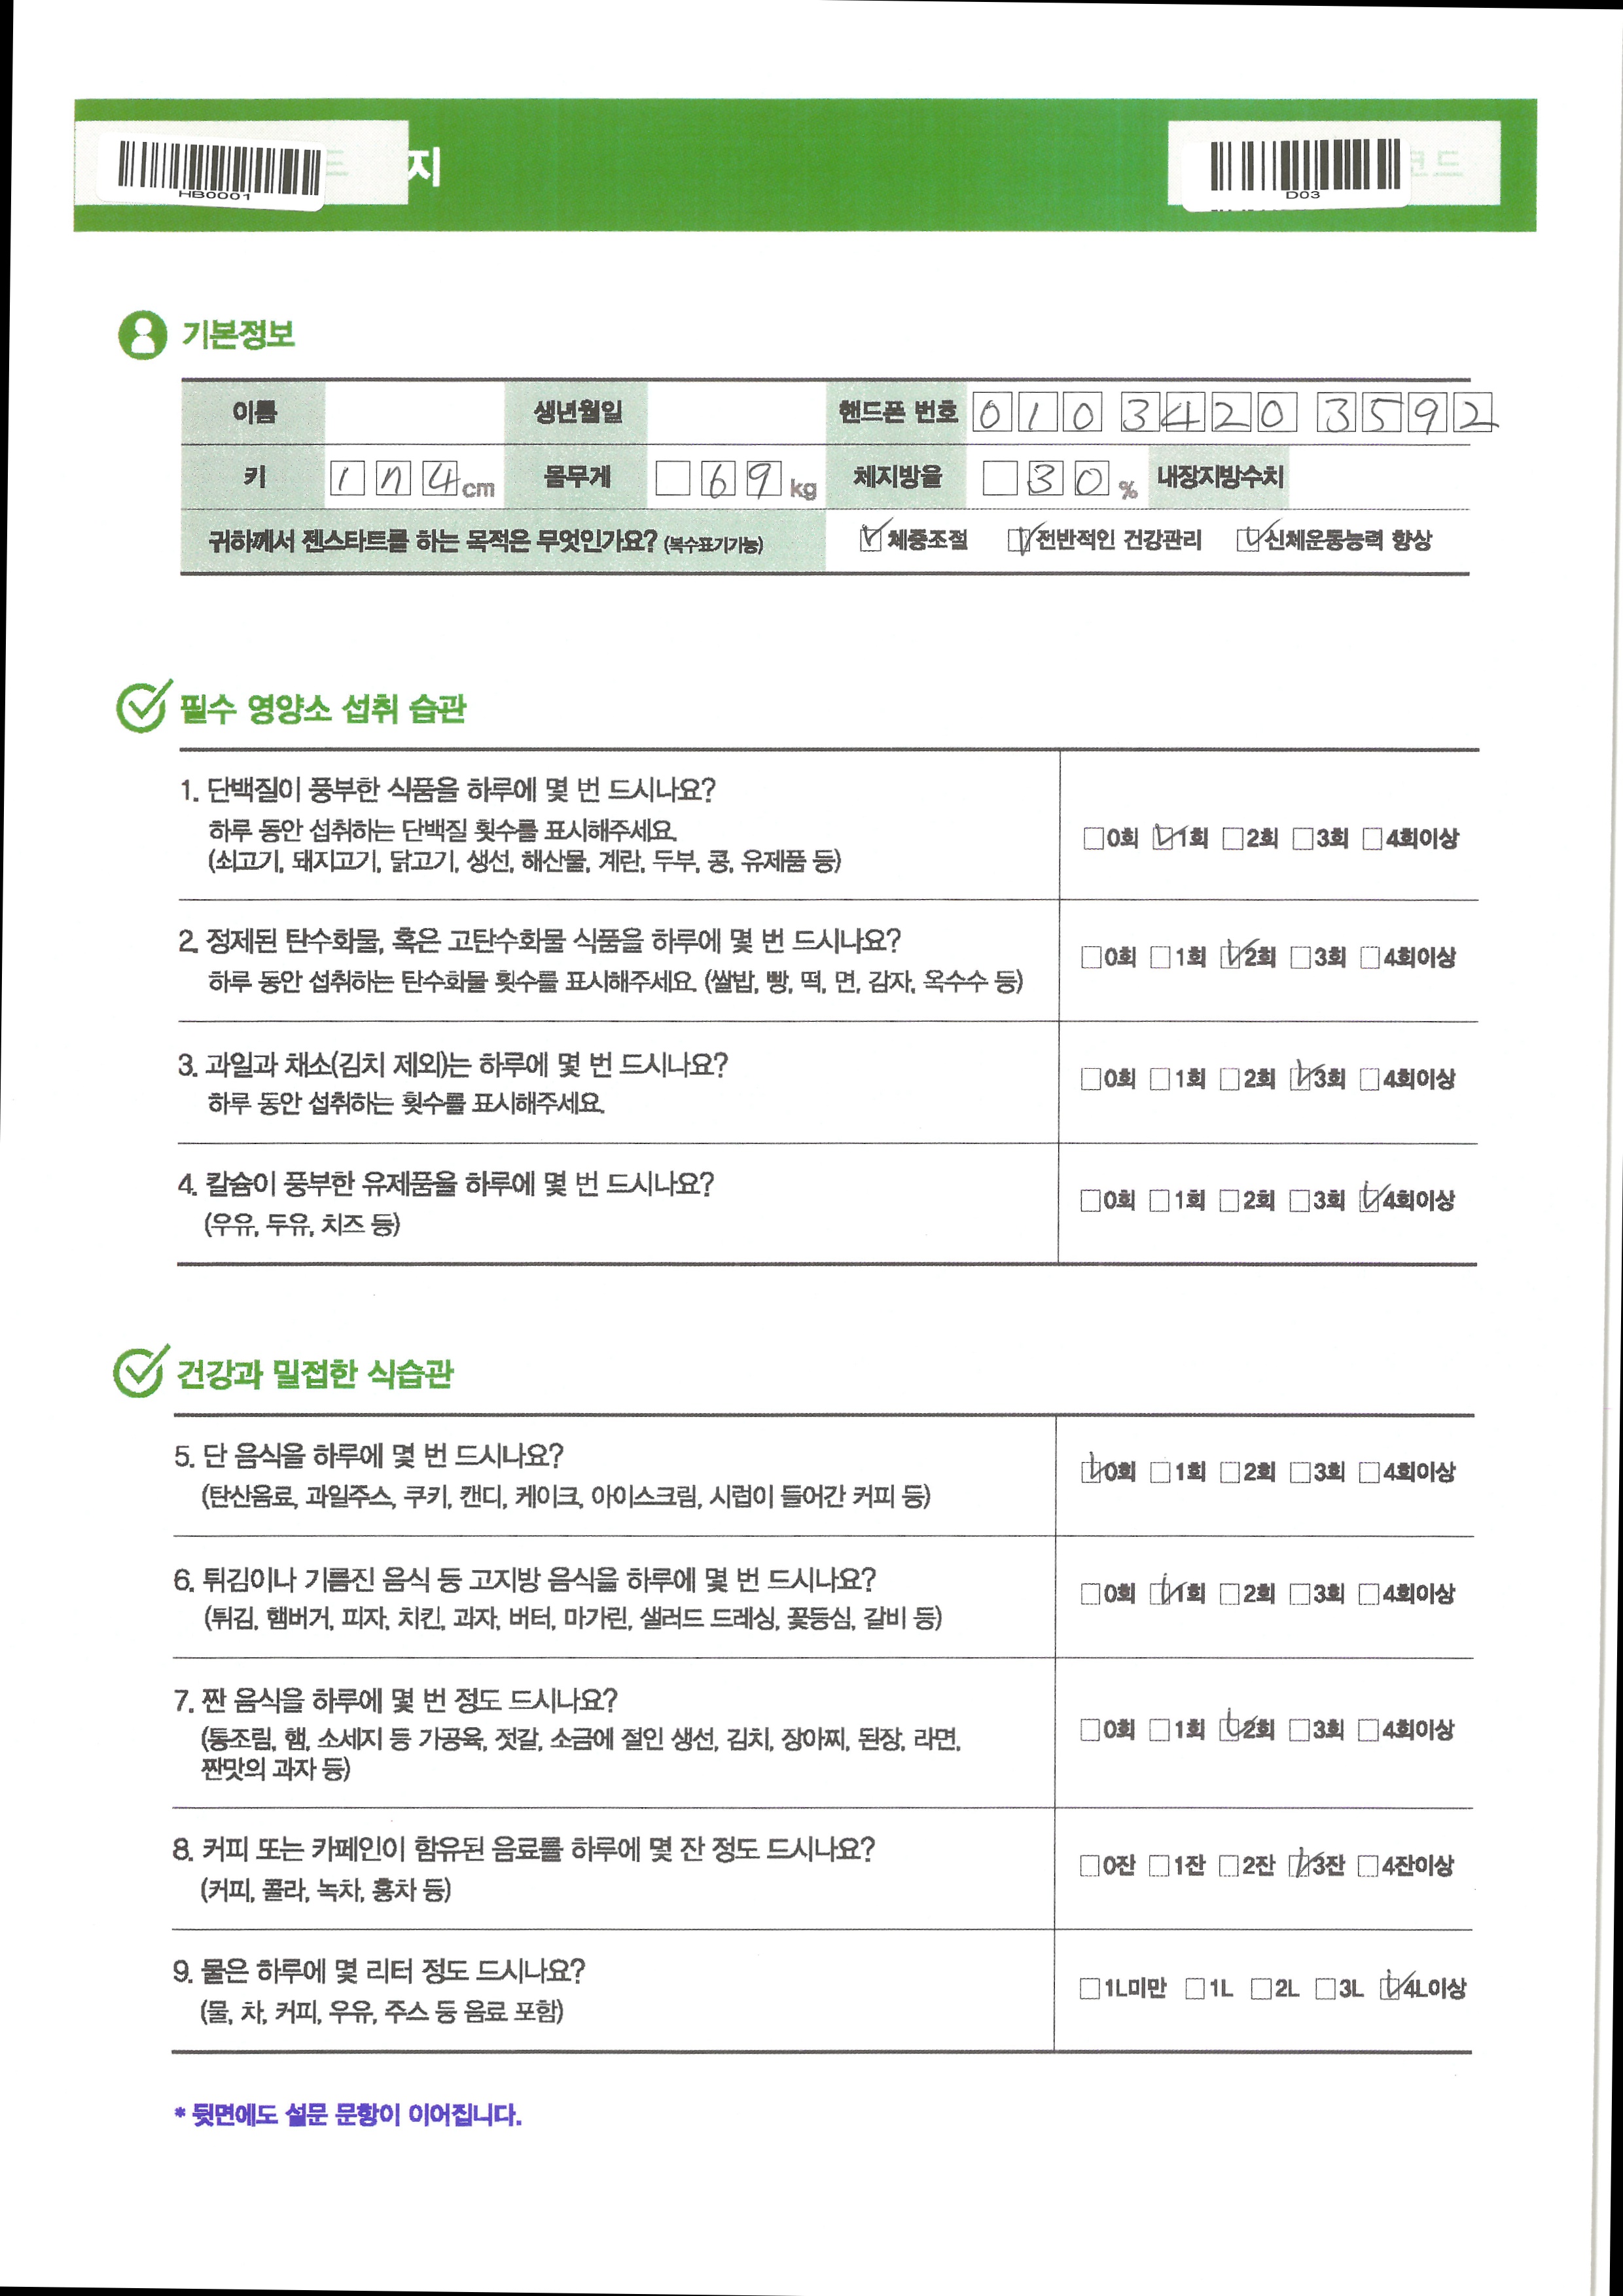 HB0001
지
D03
기본정보
이름 생년월일 핸드폰 번호 010 3420 3592
키 174cm 몸무게 69kg 체지방율 30% 내장지방수치
귀하께서 젠스타트를 하는 목적은 무엇인가요? (복수표기가능) 체중조절 전반적인 건강관리 신체운동능력 향상
필수 영양소 섭취 습관
1. 단백질이 풍부한 식품을 하루에 몇 번 드시나요?
하루 동안 섭취하는 단백질 횟수를 표시해주세요.
(쇠고기, 돼지고기, 닭고기, 생선, 해산물, 계란, 두부, 콩, 유제품 등)
0회 1회 2회 3회 4회이상
2. 정제된 탄수화물, 혹은 고탄수화물 식품을 하루에 몇 번 드시나요?
하루 동안 섭취하는 탄수화물 횟수를 표시해주세요. (쌀밥, 빵, 떡, 면, 감자, 옥수수 등)
0회 1회 2회 3회 4회이상
3. 과일과 채소(김치 제외)는 하루에 몇 번 드시나요?
하루 동안 섭취하는 횟수를 표시해주세요.
0회 1회 2회 3회 4회이상
4. 칼슘이 풍부한 유제품을 하루에 몇 번 드시나요?
(우유, 두유, 치즈 등)
0회 1회 2회 3회 4회이상
건강과 밀접한 식습관
5. 단 음식을 하루에 몇 번 드시나요?
(탄산음료, 과일주스, 쿠키, 캔디, 케이크, 아이스크림, 시럽이 들어간 커피 등)
0회 1회 2회 3회 4회이상
6. 튀김이나 기름진 음식 등 고지방 음식을 하루에 몇 번 드시나요?
(튀김, 햄버거, 피자, 치킨, 과자, 버터, 마가린, 샐러드 드레싱, 꽃등심, 갈비 등)
0회 1회 2회 3회 4회이상
7. 짠 음식을 하루에 몇 번 정도 드시나요?
(통조림, 햄, 소세지 등 가공육, 젓갈, 소금에 절인 생선, 김치, 장아찌, 된장, 라면,
짠맛의 과자 등)
0회 1회 2회 3회 4회이상
8. 커피 또는 카페인이 함유된 음료를 하루에 몇 잔 정도 드시나요?
(커피, 콜라, 녹차, 홍차 등)
0잔 1잔 2잔 3잔 4잔이상
9. 물은 하루에 몇 리터 정도 드시나요?
(물, 차, 커피, 우유, 주스 등 음료 포함)
1L미만 1L 2L 3L 4L이상
* 뒷면에도 설문 문항이 이어집니다.